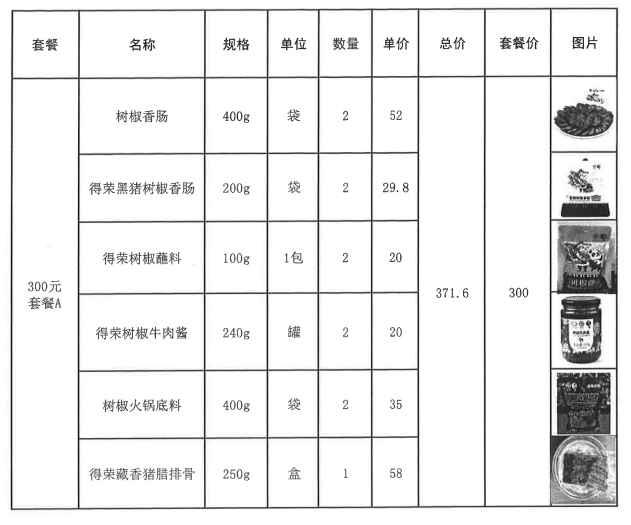 套餐 名称 规格 单位 数量 单价 总价 套餐价 图片
树椒香肠 400g 袋 2 52
得荣黑猪树椒香肠 200g 袋 2 29.8
得荣树椒蘸料 100g 1包 2 20
300元
套餐A
371.6 300
得荣树椒牛肉酱 240g 罐 2 20
树椒火锅底料 400g 袋 2 35
得荣藏香猪腊排骨 250g 盒 1 58
树椒蘸